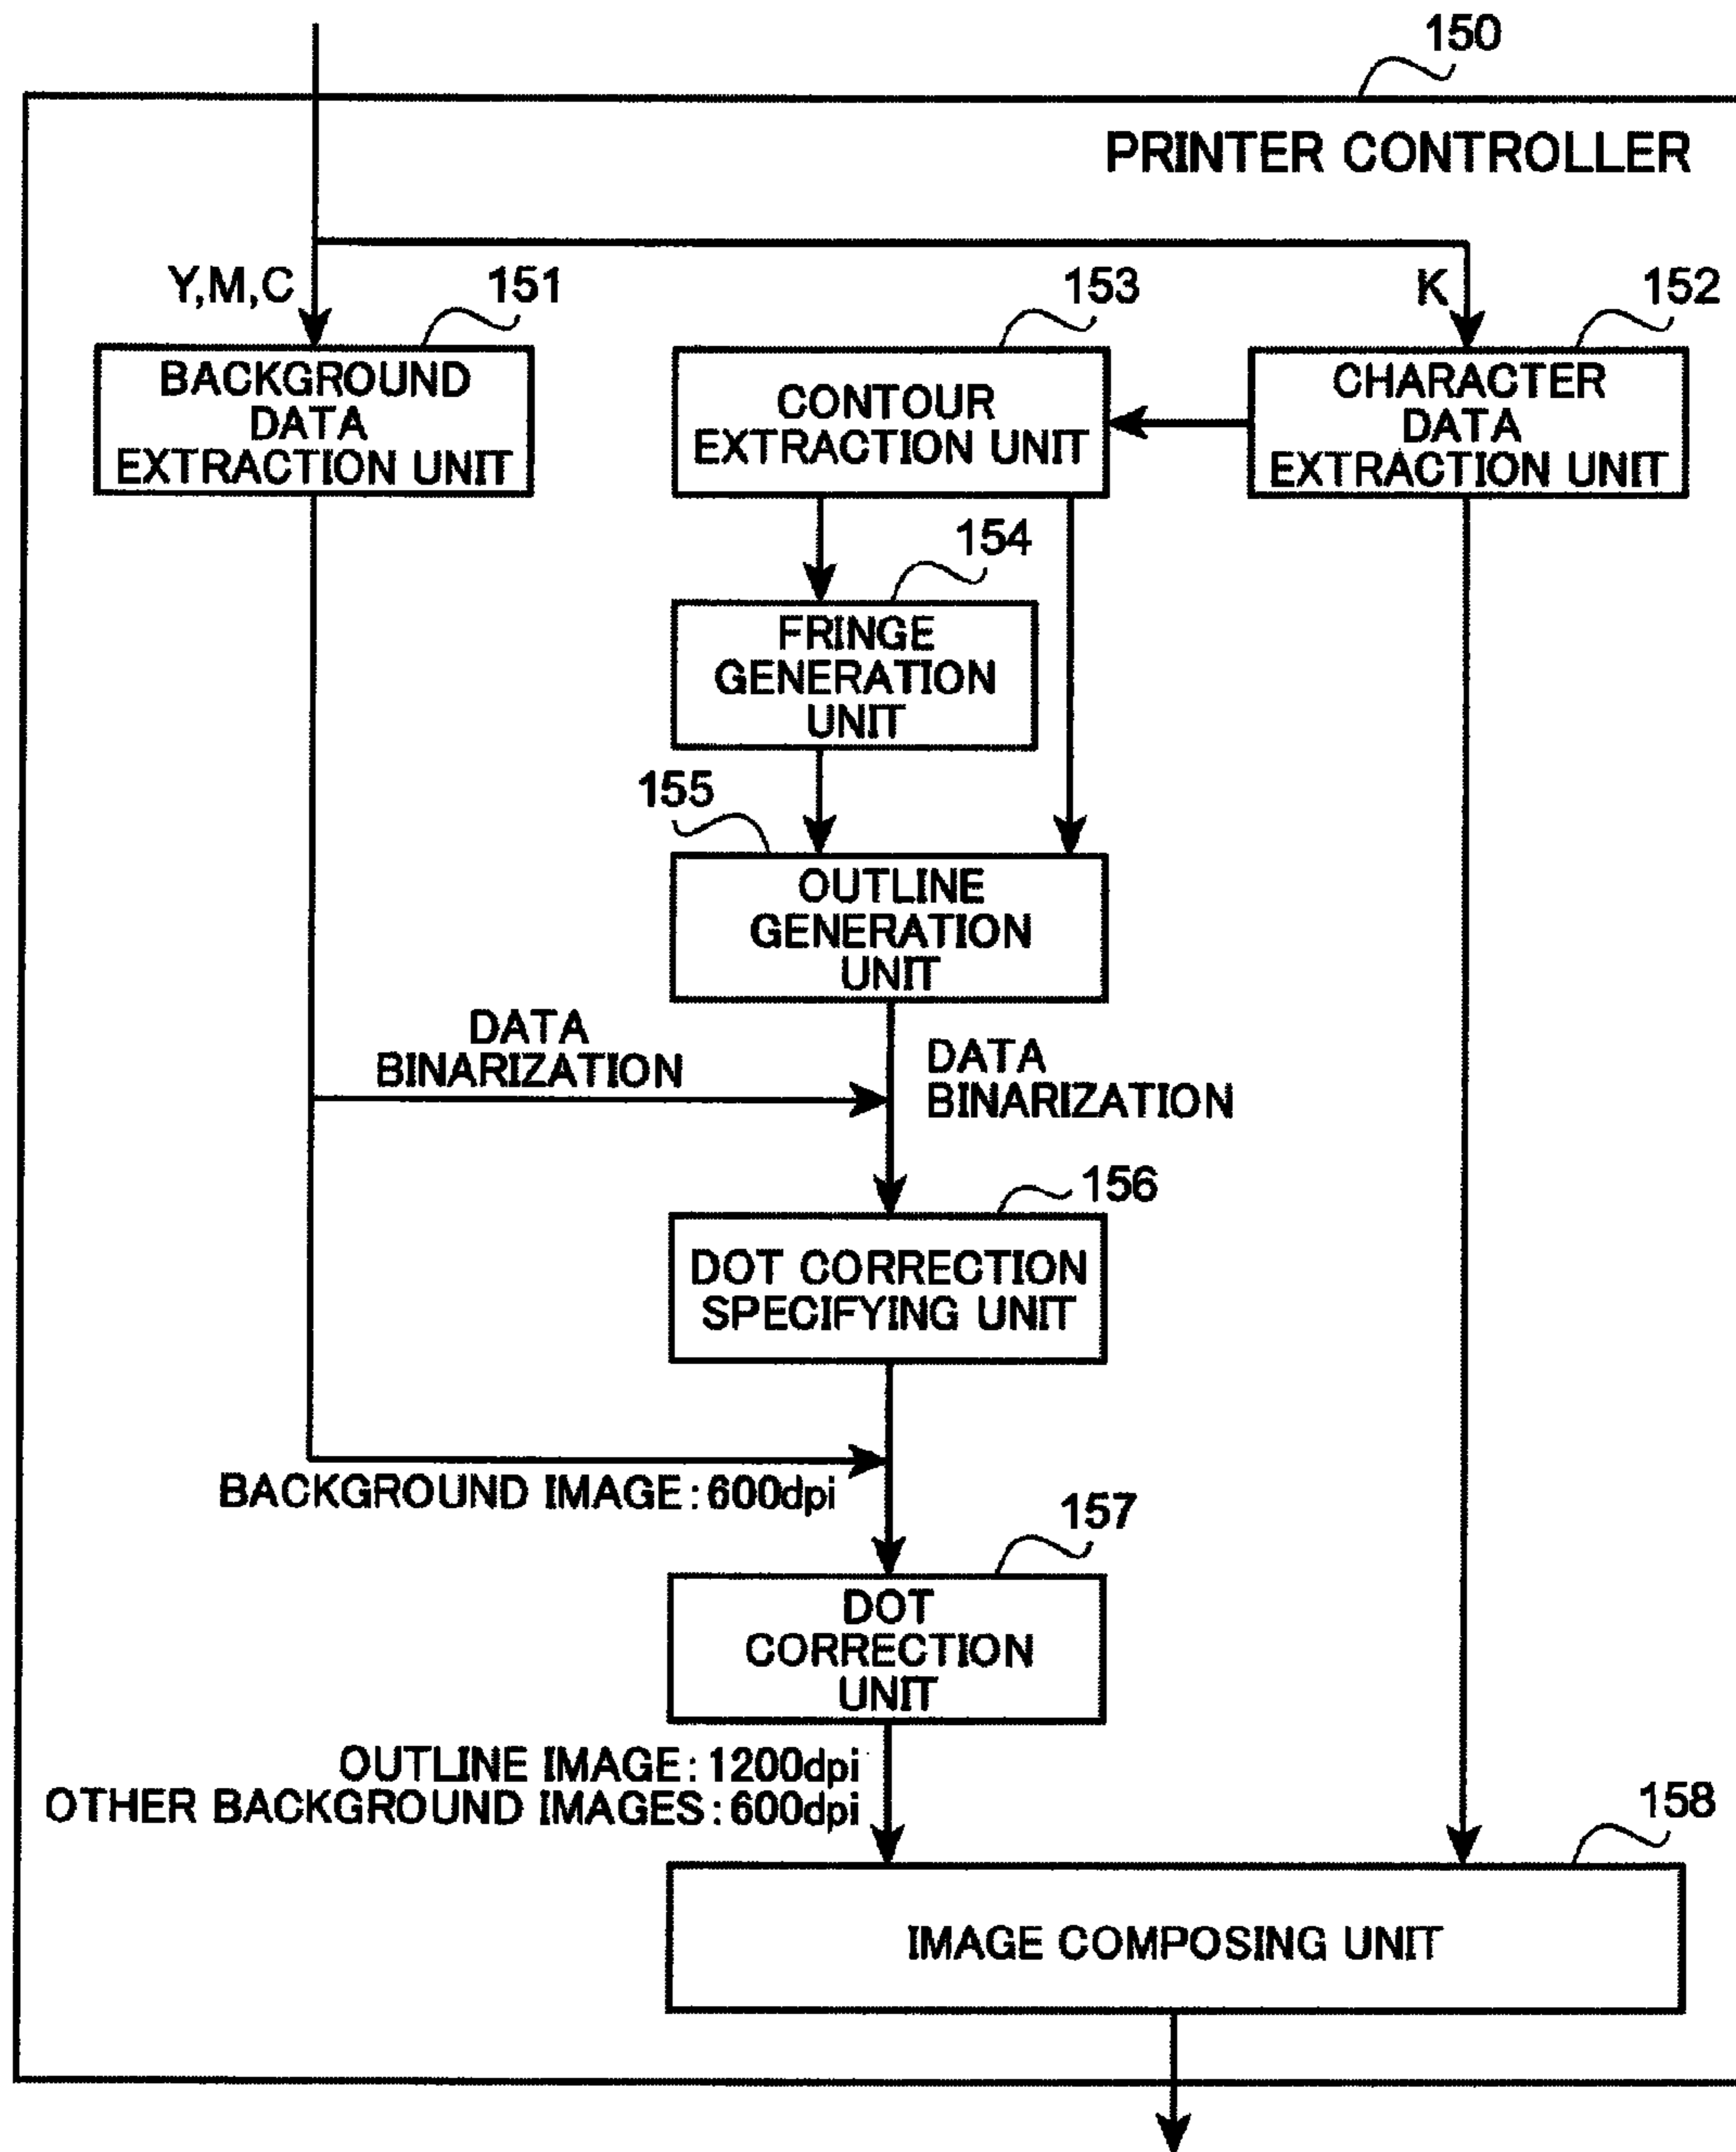 150
PRINTER CONTROLLER
Y,M,C
151
153
K
152
BACKGROUND
DATA
EXTRACTION UNIT
CONTOUR
EXTRACTION UNIT
CHARACTER
DATA
EXTRACTION UNIT
154
FRINGE
GENERATION
UNIT
155
OUTLINE
GENERATION
UNIT
DATA
BINARIZATION
DATA
BINARIZATION
156
DOT CORRECTION
SPECIFYING UNIT
BACKGROUND IMAGE: 600dpi
157
DOT
CORRECTION
UNIT
OUTLINE IMAGE: 1200dpi
OTHER BACKGROUND IMAGES: 600dpi
158
IMAGE COMPOSING UNIT